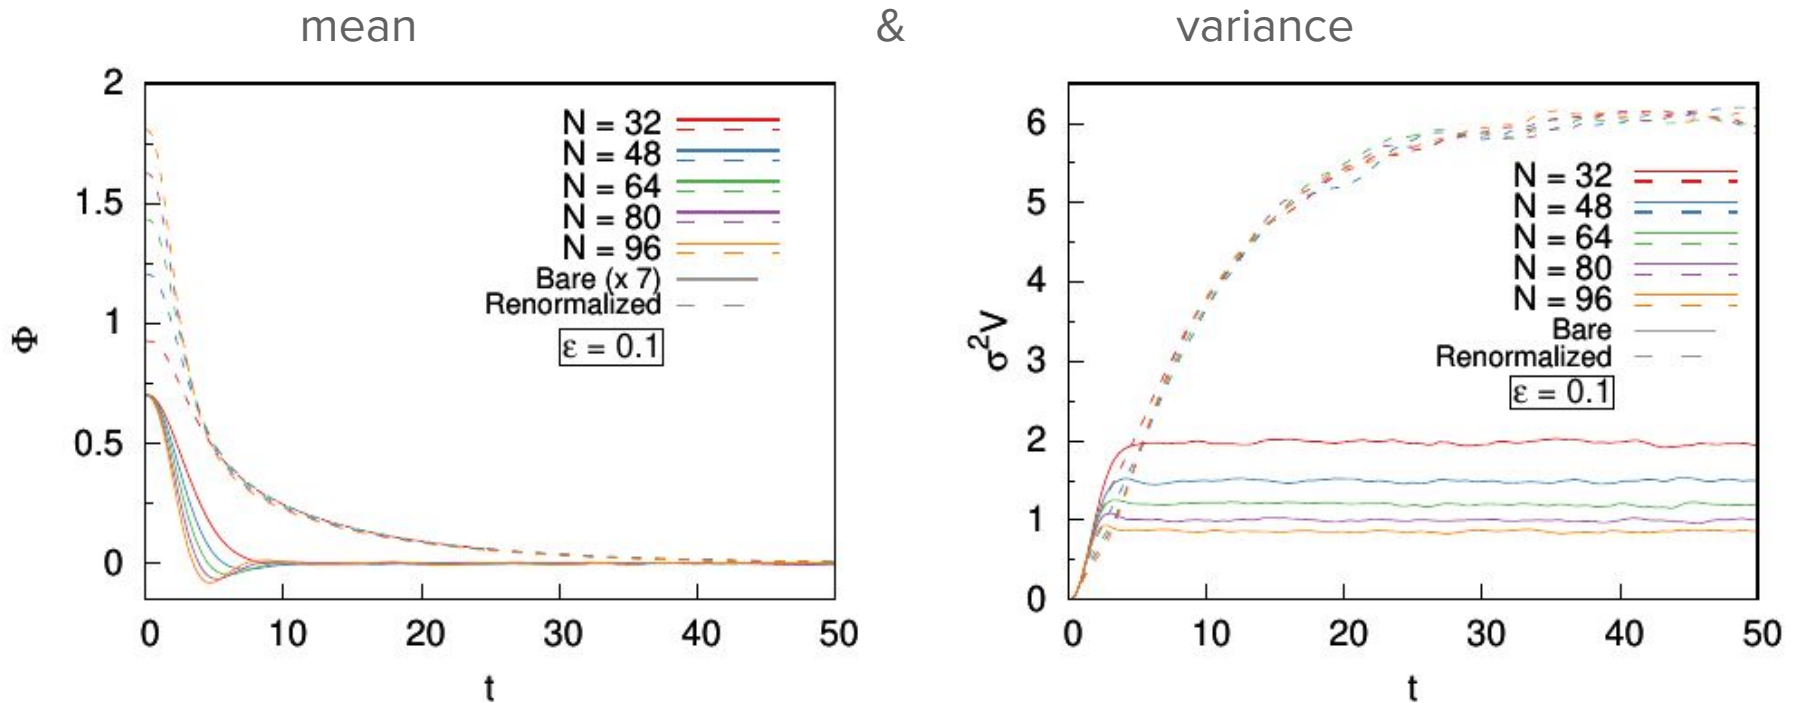 mean & variance
2
1.5
1
0.5
0
Φ
N = 32
N = 48
N = 64
N = 80
N = 96
Bare (x 7)
Renormalized
ε = 0.1
0 10 20 30 40 50
t
6
5
4
3
2
1
0
σ²V
N = 32
N = 48
N = 64
N = 80
N = 96
Bare
Renormalized
ε = 0.1
0 10 20 30 40 50
t